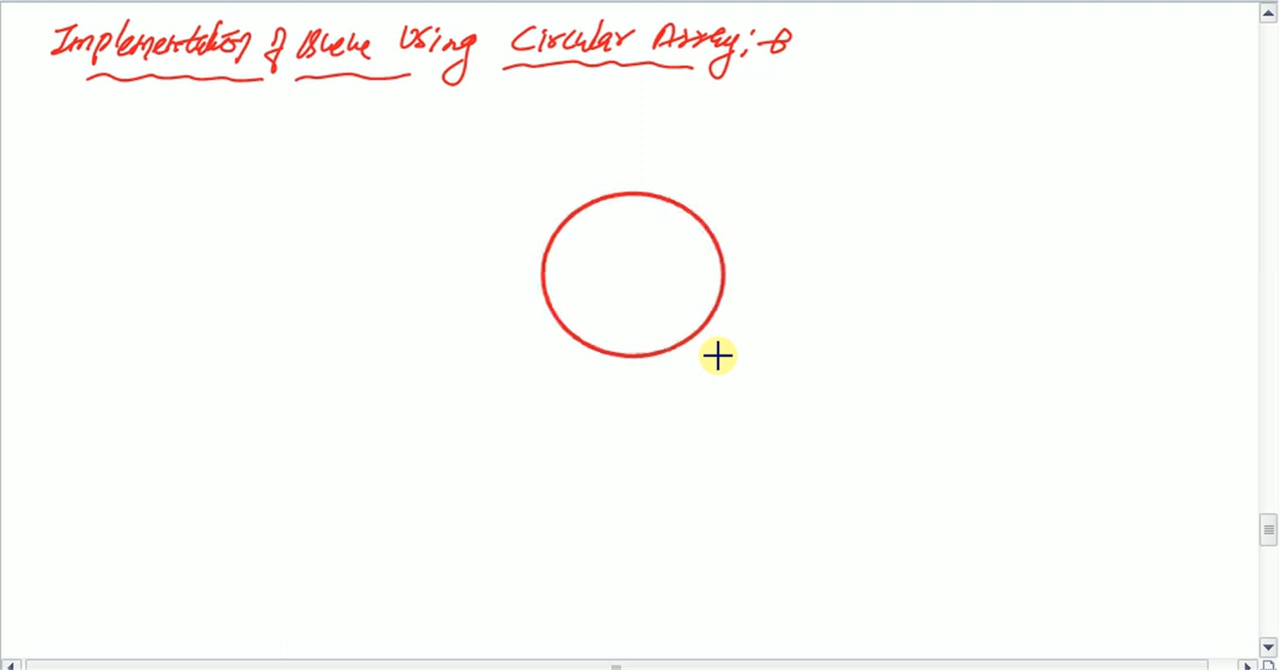 Implementation of Queue Using Circular Array:-